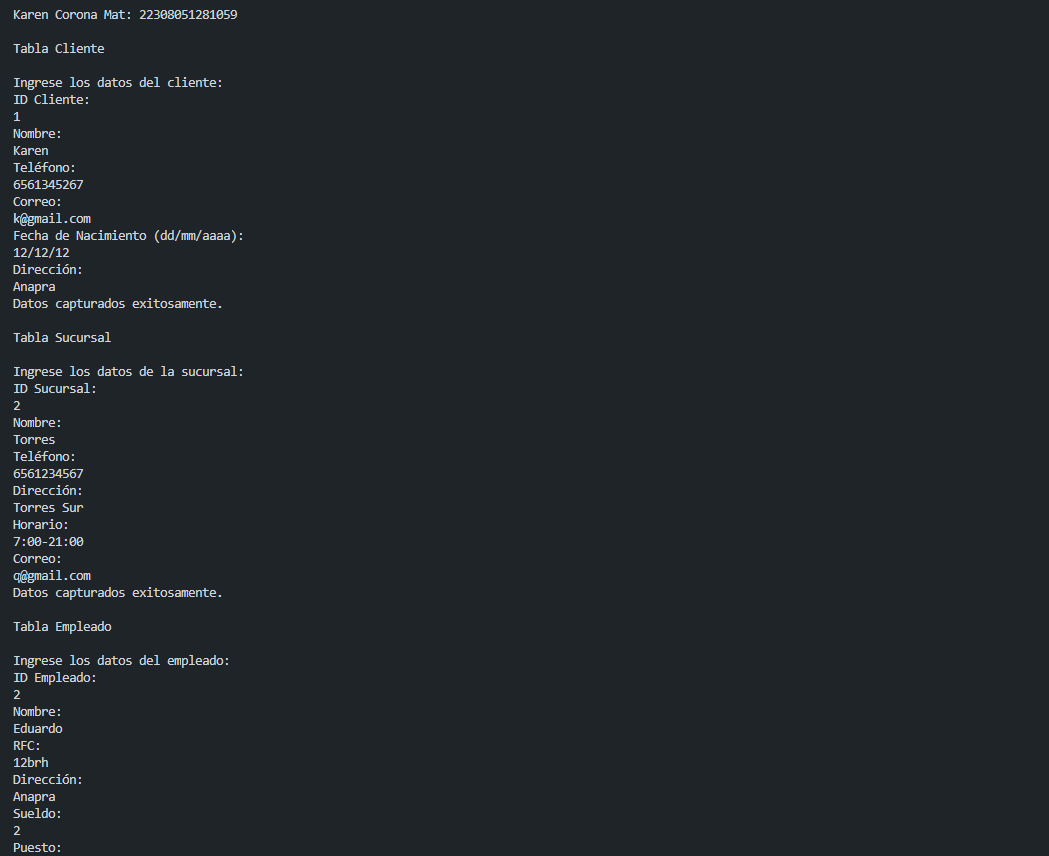 Karen Corona Mat: 22308051281059
Tabla Cliente
Ingrese los datos del cliente:
ID Cliente:
1
Nombre:
Karen
Teléfono:
6561345267
Correo:
k@gmail.com
Fecha de Nacimiento (dd/mm/aaaa):
12/12/12
Dirección:
Anapra
Datos capturados exitosamente.
Tabla Sucursal
Ingrese los datos de la sucursal:
ID Sucursal:
2
Nombre:
Torres
Teléfono:
6561234567
Dirección:
Torres Sur
Horario:
7:00-21:00
Correo:
q@gmail.com
Datos capturados exitosamente.
Tabla Empleado
Ingrese los datos del empleado:
ID Empleado:
2
Nombre:
Eduardo
RFC:
12brh
Dirección:
Anapra
Sueldo:
2
Puesto: